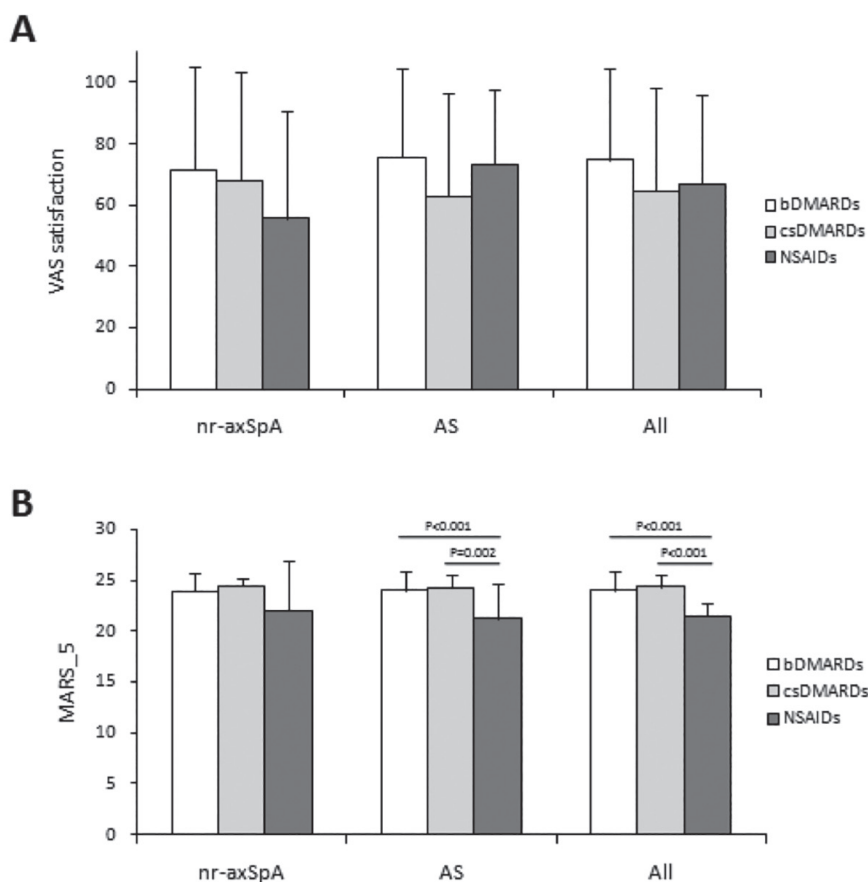 A
VAS satisfaction
100
80
60
40
20
0
nr-axSpA
AS
All
bDMARDs
csDMARDs
NSAIDs
B
MARS_5
30
25
20
15
10
5
0
P<0.001
P=0.002
P<0.001
P<0.001
nr-axSpA
AS
All
bDMARDs
csDMARDs
NSAIDs